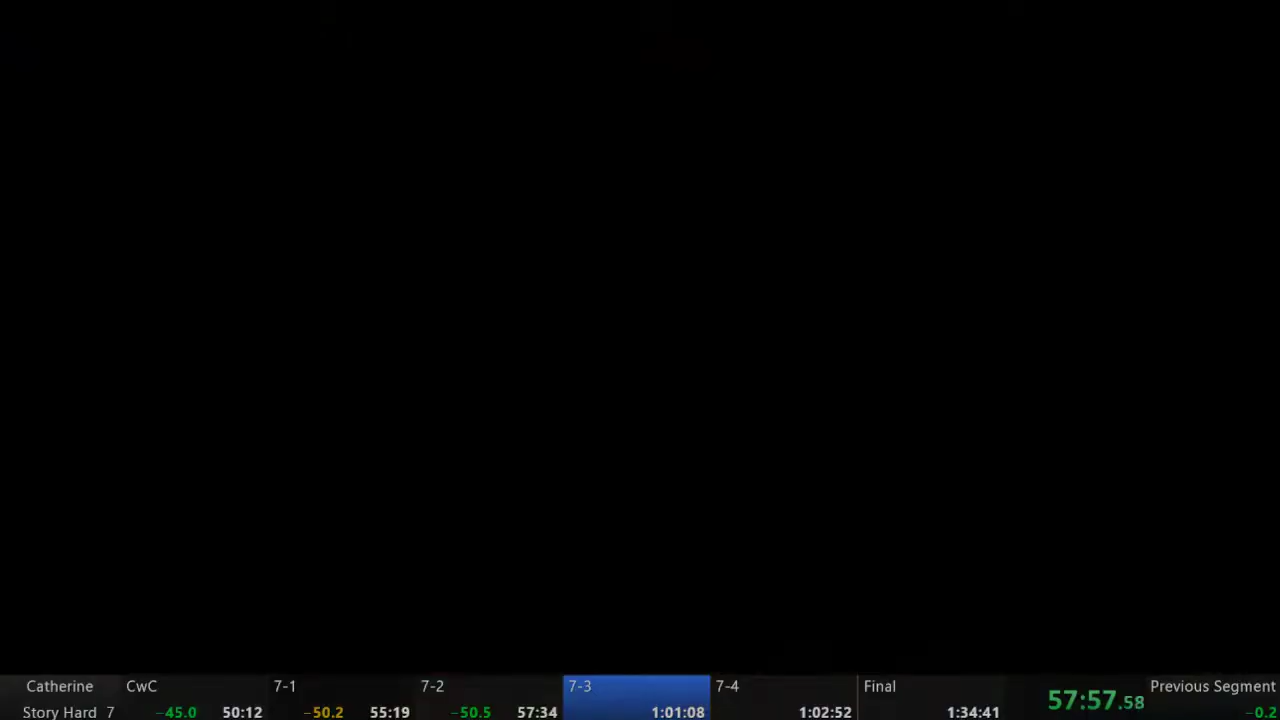 Catherine CwC 7-1 7-2 7-3 7-4 Final 57:57.58 Previous Segment
Story Hard 7 −45.0 50:12 −50.2 55:19 −50.5 57:34 1:01:08 1:02:52 1:34:41 −0.2